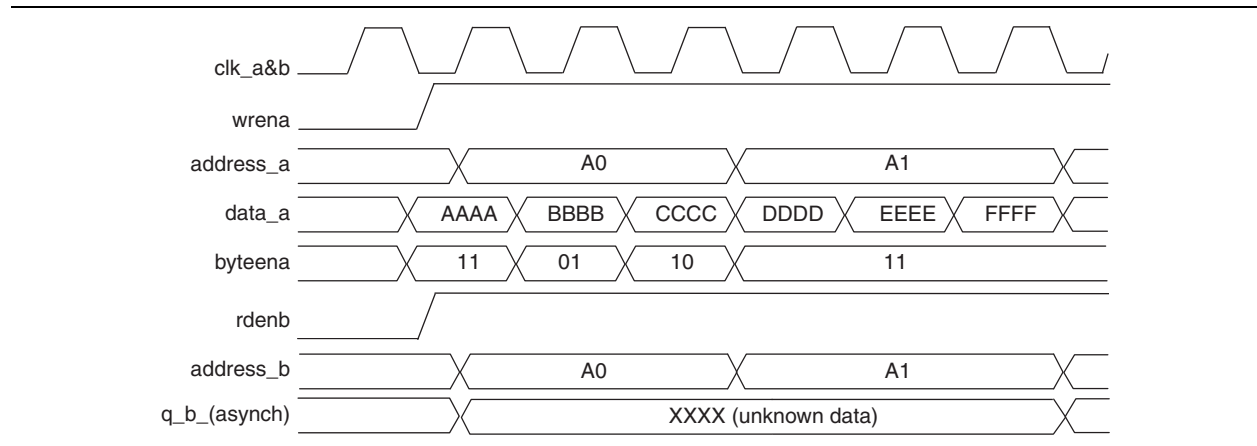 clk_a&b
wrena
address_a A0 A1
data_a AAAA BBBB CCCC DDDD EEEE FFFF
byteena 11 01 10 11
rdenb
address_b A0 A1
q_b_(asynch) XXXX (unknown data)